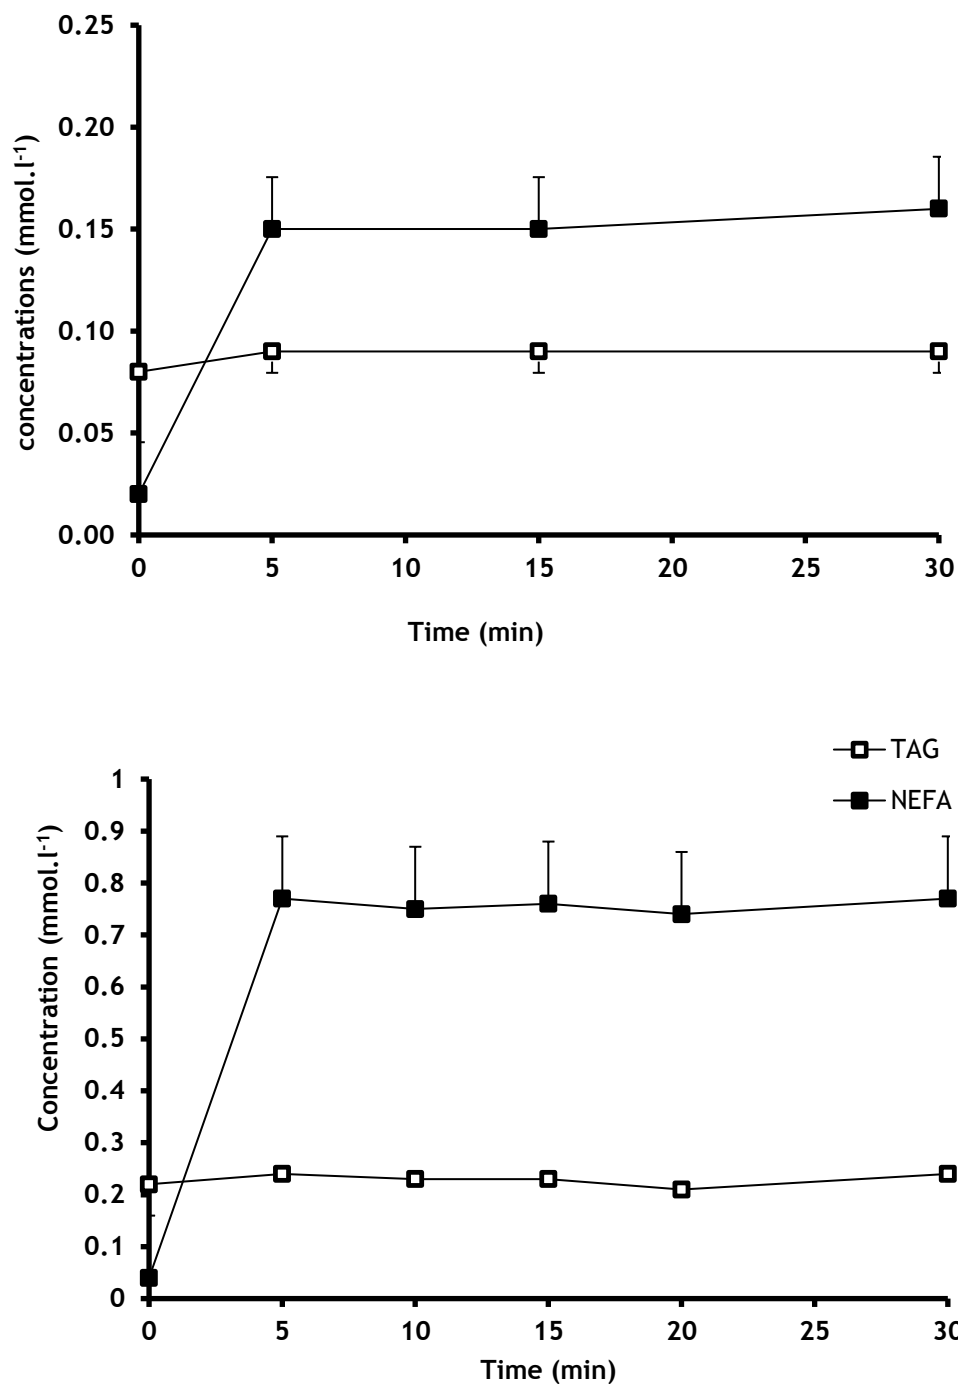 0.25
0.20
0.15
0.10
0.05
0.00
concentrations (mmol.l-1)
0 5 10 15 20 25 30
Time (min)
TAG
NEFA
1
0.9
0.8
0.7
0.6
0.5
0.4
0.3
0.2
0.1
0
Concentration (mmol.l-1)
0 5 10 15 20 25 30
Time (min)